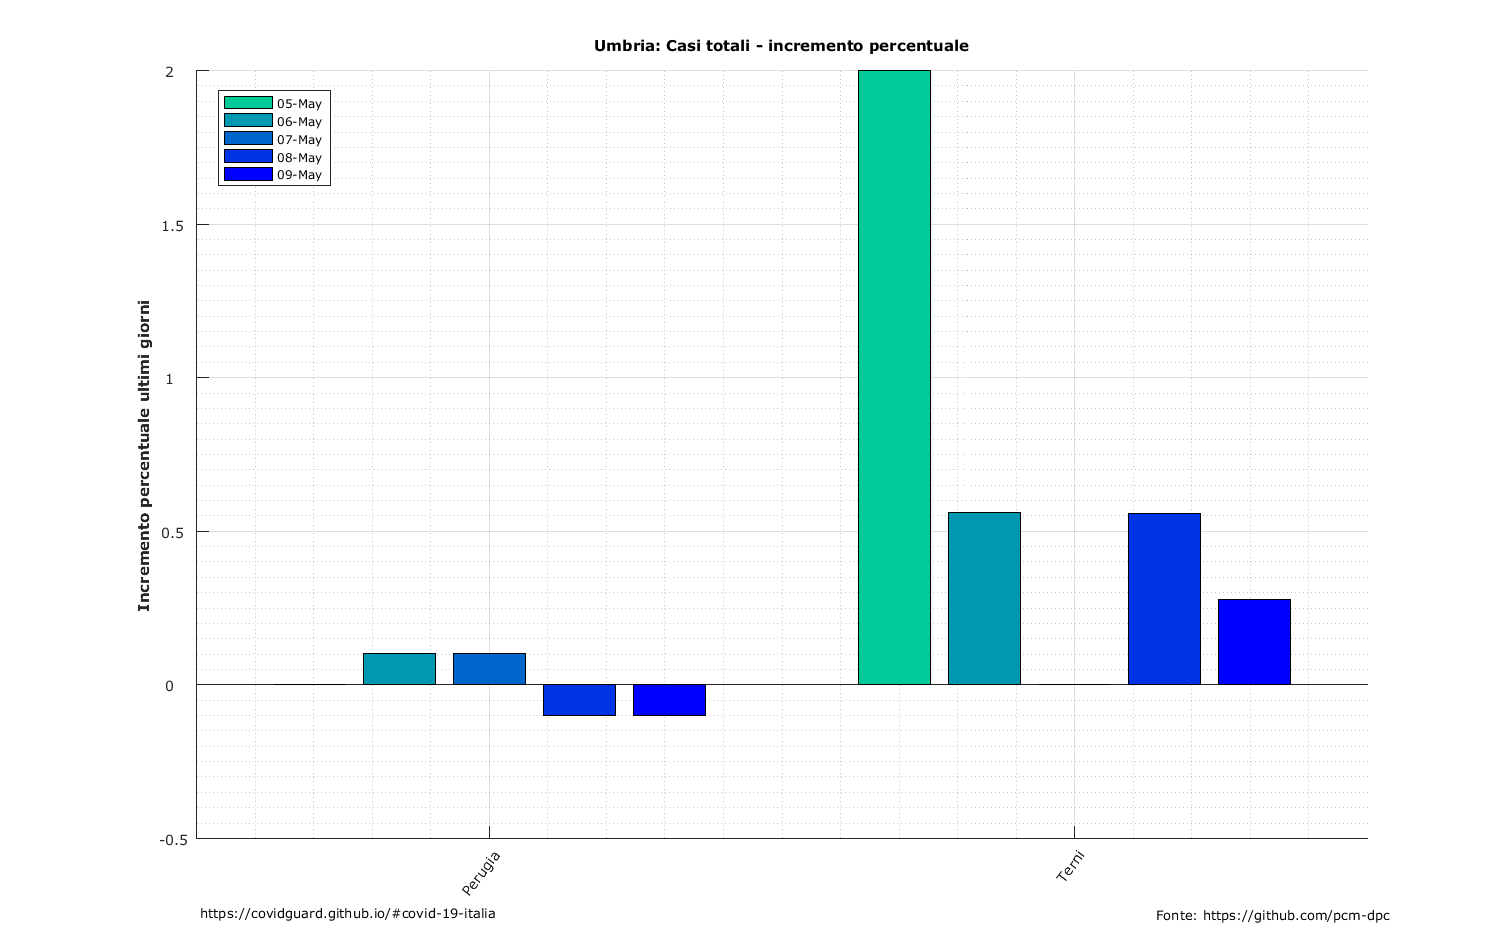 Umbria: Casi totali - incremento percentuale
2
05-May
06-May
07-May
08-May
09-May
1.5
1
0.5
0
-0.5
Incremento percentuale ultimi giorni
Perugia
Terni
https://covidguard.github.io/#covid-19-italia
Fonte: https://github.com/pcm-dpc